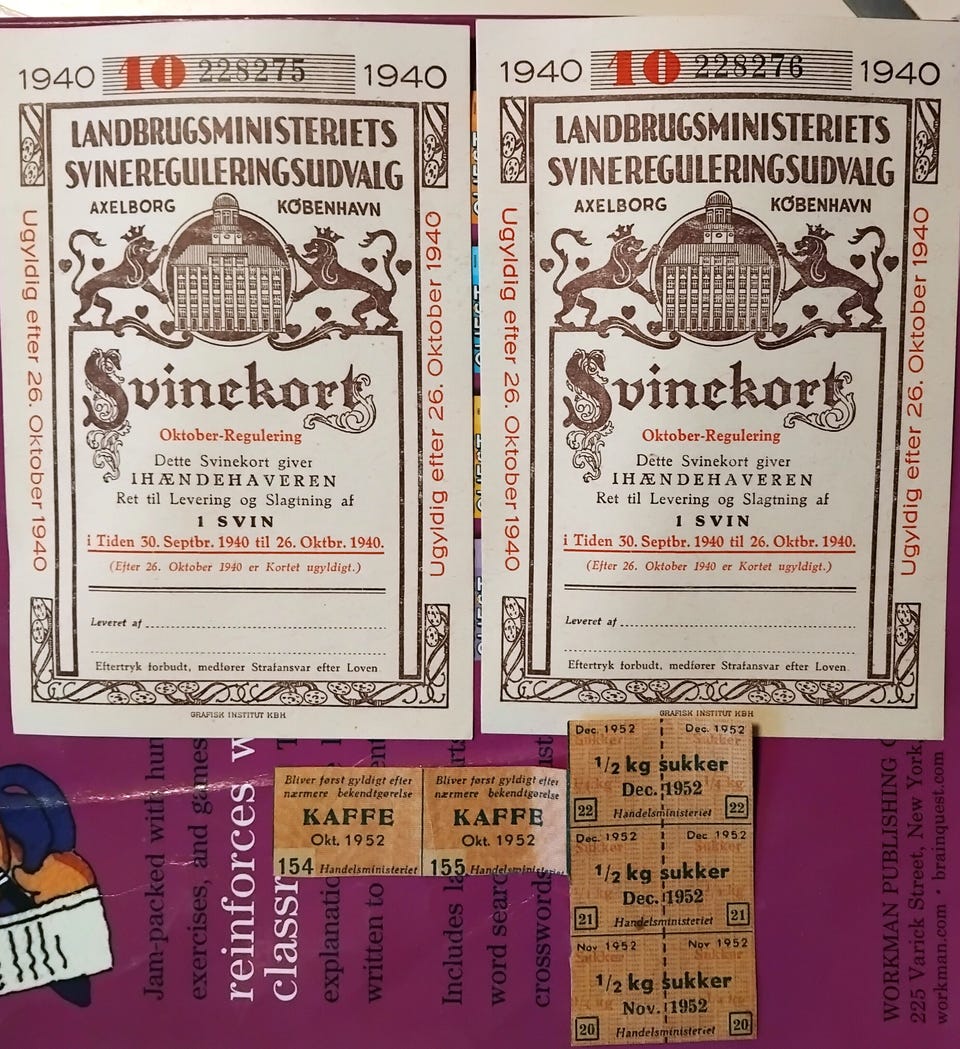 1940 10 228275 1940
LANDBRUGSMINISTERIETS
SVINEREGULERINGSUDVALG
AXELBORG KØBENHAVN
Ugyldig efter 26. Oktober 1940
Ugyldig efter 26. Oktober 1940
Svinekort
Oktober-Regulering
Dette Svinekort giver
IHÆNDEHAVEREN
Ret til Levering og Slagtning af
1 SVIN
i Tiden 30. Septbr. 1940 til 26. Oktbr. 1940.
(Efter 26. Oktober 1940 er Kortet ugyldigt.)
Leveret af
Eftertryk forbudt, medfører Strafansvar efter Loven.
GRAFISK INSTITUT KBH
1940 10 228276 1940
LANDBRUGSMINISTERIETS
SVINEREGULERINGSUDVALG
AXELBORG KØBENHAVN
Ugyldig efter 26. Oktober 1940
Ugyldig efter 26. Oktober 1940
Svinekort
Oktober-Regulering
Dette Svinekort giver
IHÆNDEHAVEREN
Ret til Levering og Slagtning af
1 SVIN
i Tiden 30. Septbr. 1940 til 26. Oktbr. 1940.
(Efter 26. Oktober 1940 er Kortet ugyldigt.)
Leveret af
Eftertryk forbudt, medfører Strafansvar efter Loven.
GRAFISK INSTITUT KBH
Bliver først gyldigt efter
nærmere bekendtgørelse
KAFFE
Okt. 1952
154 Handelsministeriet
Bliver først gyldigt efter
nærmere bekendtgørelse
KAFFE
Okt. 1952
155 Handelsministeriet
Dec. 1952 Dec. 1952
1/2 kg sukker
Dec. 1952
22 22
Handelsministeriet
Dec. 1952 Dec. 1952
1/2 kg sukker
Dec. 1952
21 21
Handelsministeriet
Nov 1952 Nov 1952
1/2 kg sukker
Nov. 1952
20 20
Handelsministeriet
Jam-packed with
exercises, and games
reinforces
classr
written to
Includes
word
crosswords
WORKMAN PUBLISHING
225 Varick Street, New York,
workman.com • brainquest.com